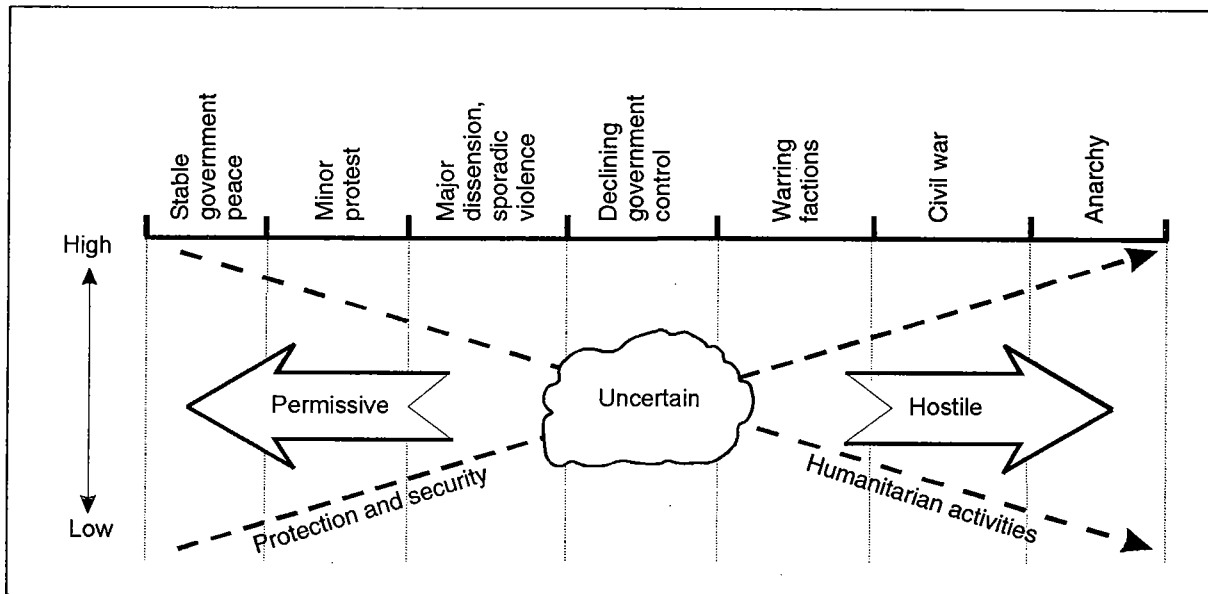 Stable
government
peace
Minor
protest
Major
dissension,
sporadic
violence
Declining
government
control
Warring
factions
Civil war
Anarchy
High
Low
Permissive
Uncertain
Hostile
Protection and security
Humanitarian activities